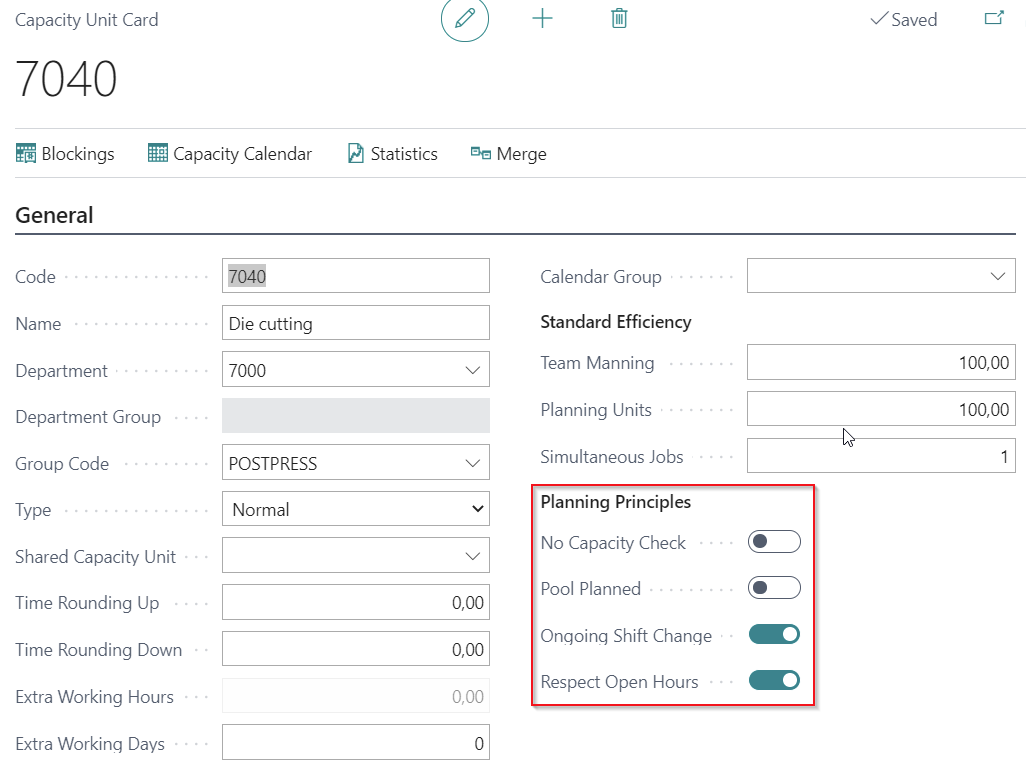 Capacity Unit Card
Saved
7040
Blockings
Capacity Calendar
Statistics
Merge
General
Code
7040
Name
Die cutting
Department
7000
Department Group
Group Code
POSTPRESS
Type
Normal
Shared Capacity Unit
Time Rounding Up
0,00
Time Rounding Down
0,00
Extra Working Hours
0,00
Extra Working Days
0
Calendar Group
Standard Efficiency
Team Manning
100,00
Planning Units
100,00
Simultaneous Jobs
1
Planning Principles
No Capacity Check
Pool Planned
Ongoing Shift Change
Respect Open Hours